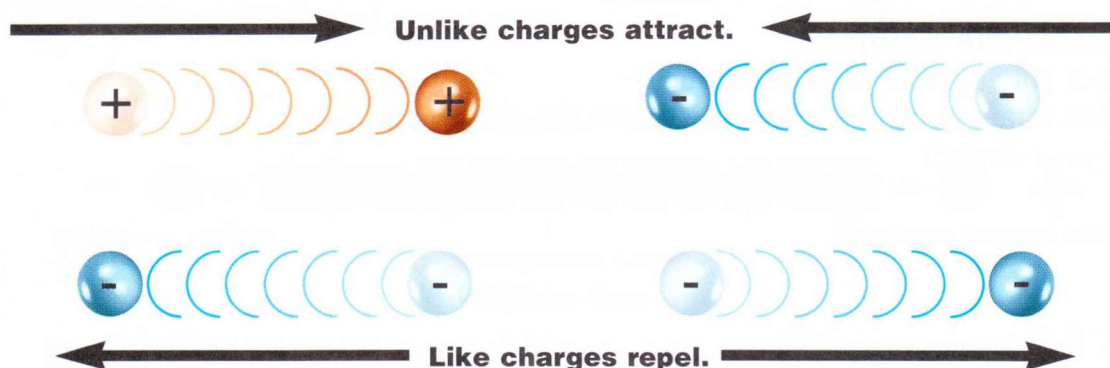 Unlike charges attract.
+ + - -
- - - -
Like charges repel.